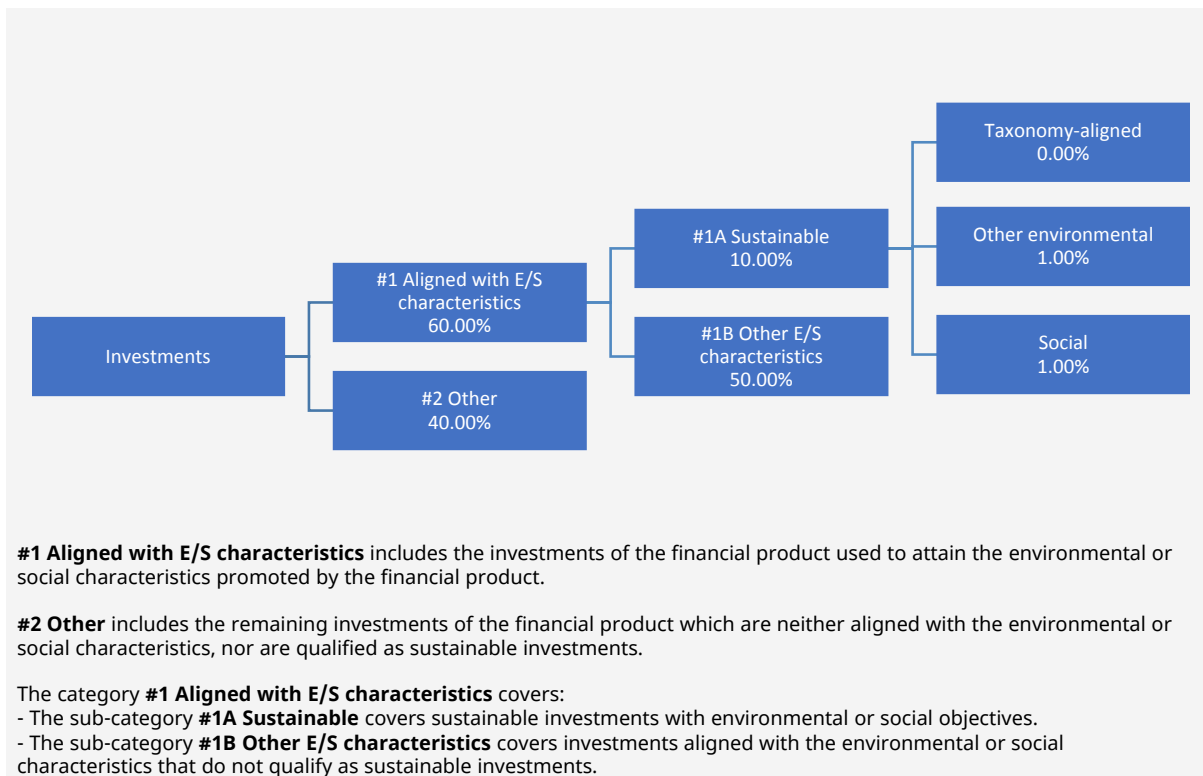 Taxonomy-aligned
0.00%
#1A Sustainable
10.00%
Other environmental
1.00%
#1 Aligned with E/S
characteristics
60.00%
Investments
#1B Other E/S
characteristics
50.00%
Social
1.00%
#2 Other
40.00%
#1 Aligned with E/S characteristics includes the investments of the financial product used to attain the environmental or
social characteristics promoted by the financial product.
#2 Other includes the remaining investments of the financial product which are neither aligned with the environmental or
social characteristics, nor are qualified as sustainable investments.
The category #1 Aligned with E/S characteristics covers:
- The sub-category #1A Sustainable covers sustainable investments with environmental or social objectives.
- The sub-category #1B Other E/S characteristics covers investments aligned with the environmental or social
characteristics that do not qualify as sustainable investments.